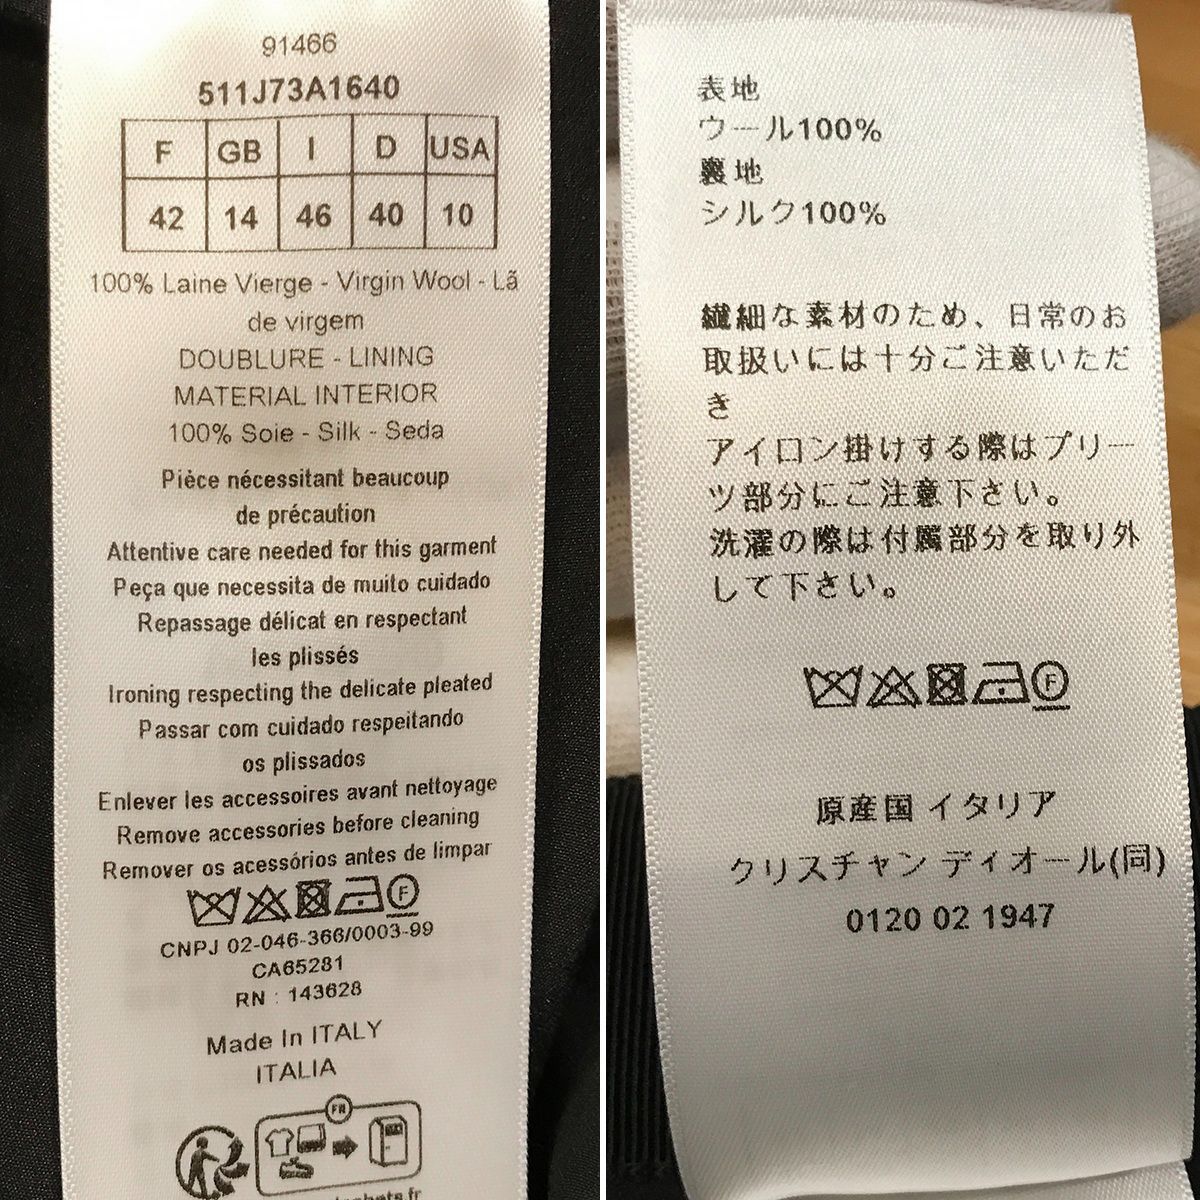 91466
511J73A1640
F GB I D USA
42 14 46 40 10
100% Laine Vierge - Virgin Wool - Lã
de virgem
DOUBLURE - LINING
MATERIAL INTERIOR
100% Soie - Silk - Seda
Pièce nécessitant beaucoup
de précaution
Attentive care needed for this garment
Peça que necessita de muito cuidado
Repassage délicat en respectant
les plissés
Ironing respecting the delicate pleated
Passar com cuidado respeitando
os plissados
Enlever les accessoires avant nettoyage
Remove accessories before cleaning
Remover os acessórios antes de limpar
F
CNPJ 02-046-366/0003-99
CA65281
RN : 143628
Made In ITALY
ITALIA
FR
表地
ウール100%
裏地
シルク100%
繊細な素材のため、日常のお
取扱いには十分ご注意いただ
き
アイロン掛けする際はプリー
ツ部分にご注意下さい。
洗濯の際は付属部分を取り外
して下さい。
F
原産国 イタリア
クリスチャン ディオール(同)
0120 02 1947